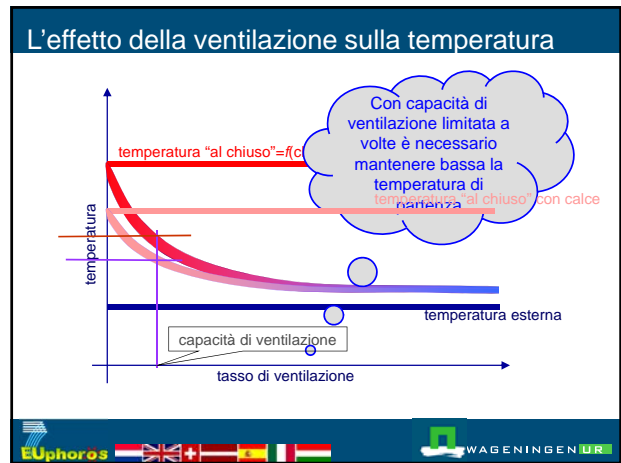 L'effetto della ventilazione sulla temperatura
Con capacità di
ventilazione limitata a
volte è necessario
mantenere bassa la
temperatura di
partenza
temperatura “al chiuso”=f(c
temperatura “al chiuso” con calce
temperatura
temperatura esterna
capacità di ventilazione
tasso di ventilazione
7
EUphoros
WAGENINGEN UR